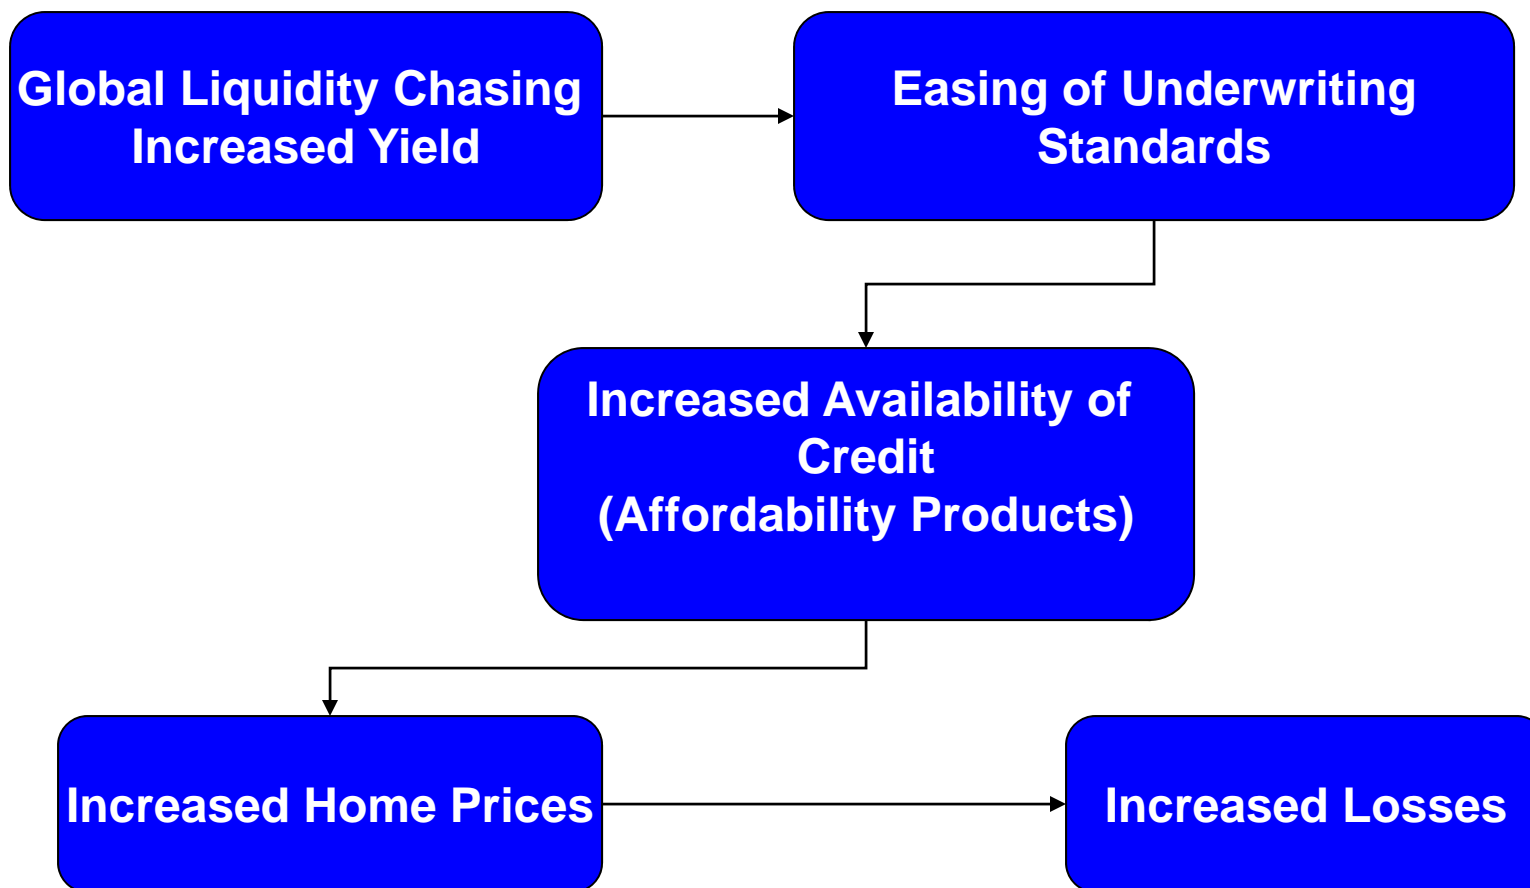 Global Liquidity Chasing
Increased Yield
Easing of Underwriting
Standards
Increased Availability of
Credit
(Affordability Products)
Increased Home Prices
Increased Losses